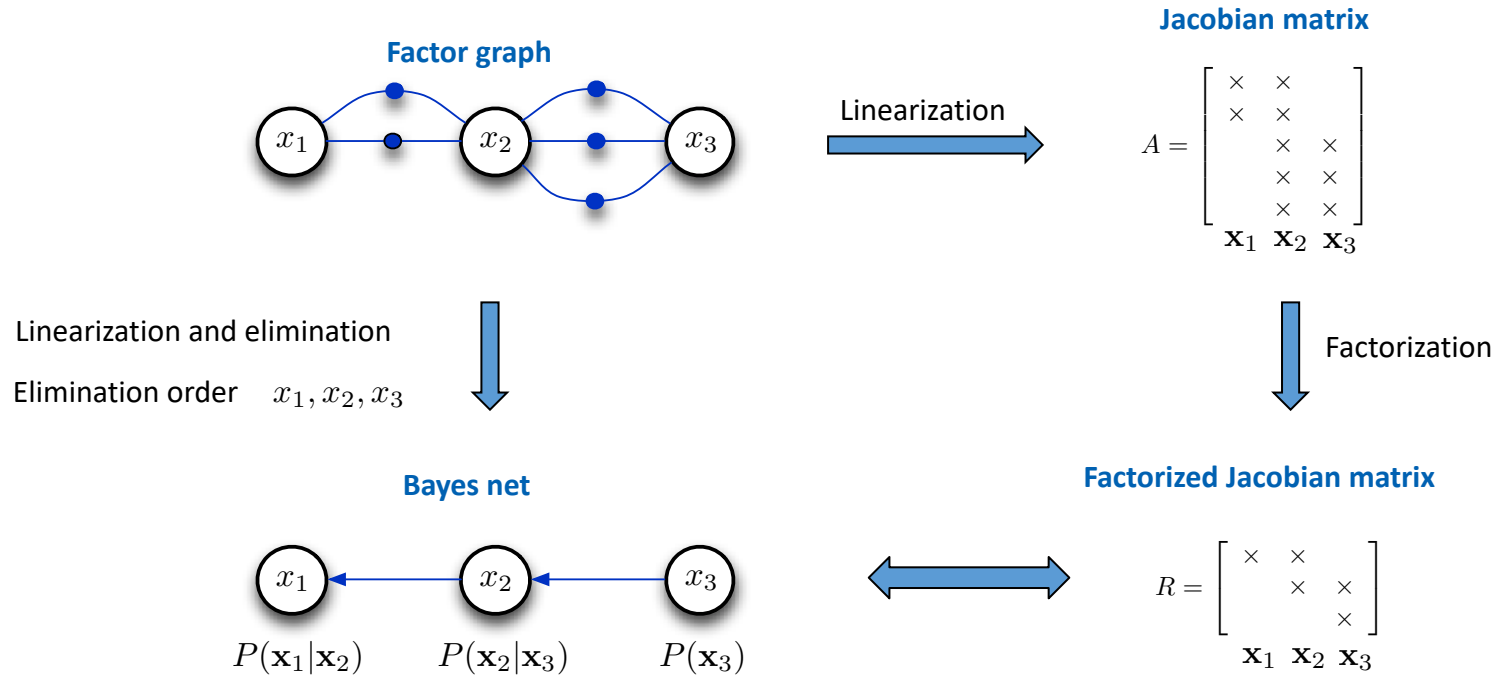 Jacobian matrix
Factor graph
x₁ x₂ x₃
Linearization
A =
× ×
× ×
× ×
× ×
× ×
𝐱₁ 𝐱₂ 𝐱₃
Linearization and elimination
Elimination order x₁, x₂, x₃
Factorization
Bayes net
x₁ x₂ x₃
P(𝐱₁|𝐱₂) P(𝐱₂|𝐱₃) P(𝐱₃)
Factorized Jacobian matrix
R =
× ×
× ×
×
𝐱₁ 𝐱₂ 𝐱₃